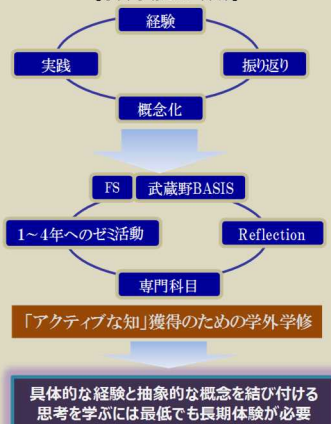 経験
実践
振り返り
概念化
FS
武蔵野BASIS
1~4年へのゼミ活動
Reflection
専門科目
「アクティブな知」獲得のための学外学修
具体的な経験と抽象的な概念を結び付ける
思考を学ぶには最低でも長期体験が必要